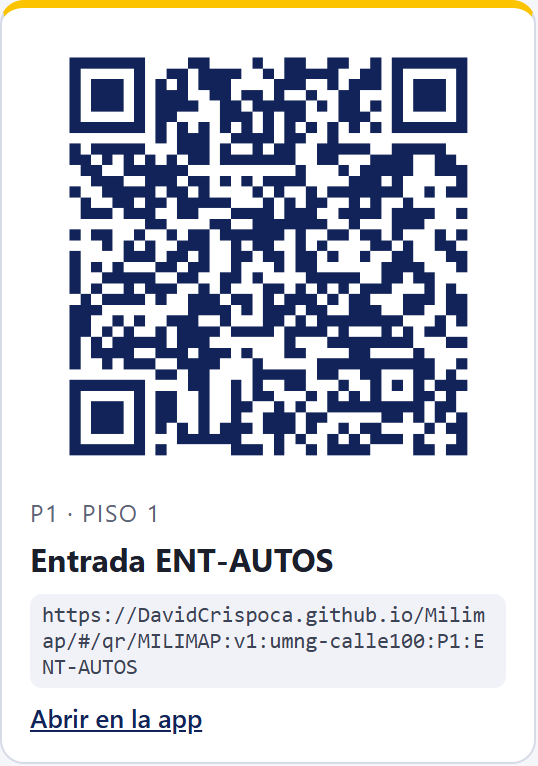 P1 · PISO 1
Entrada ENT-AUTOS
https://DavidCrispoca.github.io/Milim
ap/#/qr/MILIMAP:v1:umng-calle100:P1:E
NT-AUTOS
Abrir en la app